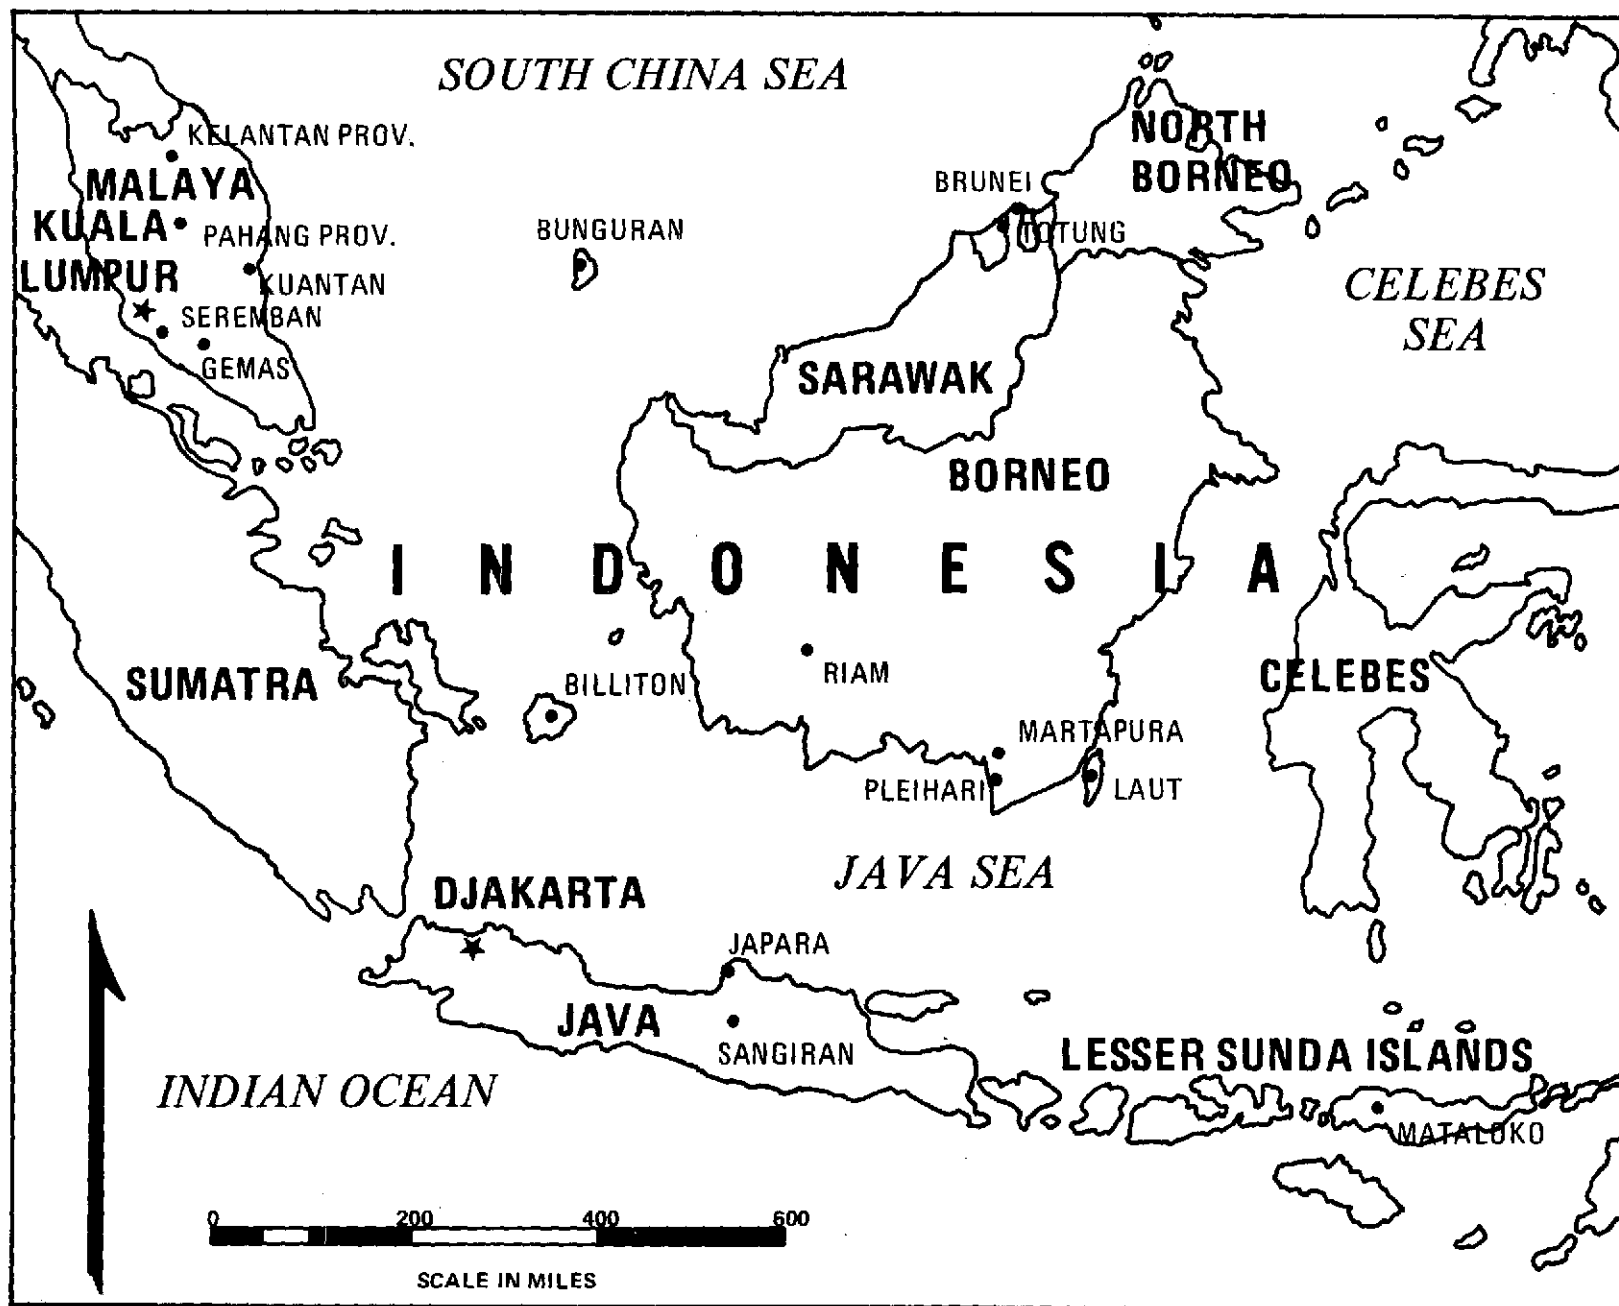 SOUTH CHINA SEA
KELANTAN PROV.
MALAYA
KUALA
LUMPUR
PAHANG PROV.
KUANTAN
SEREMBAN
GEMAS
BUNGURAN
NORTH
BORNEO
BRUNEI
TOTUNG
CELEBES
SEA
SARAWAK
BORNEO
INDONESIA
SUMATRA
BILLITON
RIAM
CELEBES
MARTAPURA
PLEIHARI
LAUT
JAVA SEA
DJAKARTA
JAPARA
JAVA
SANGIRAN
LESSER SUNDA ISLANDS
INDIAN OCEAN
MATALOKO
0 200 400 600
SCALE IN MILES